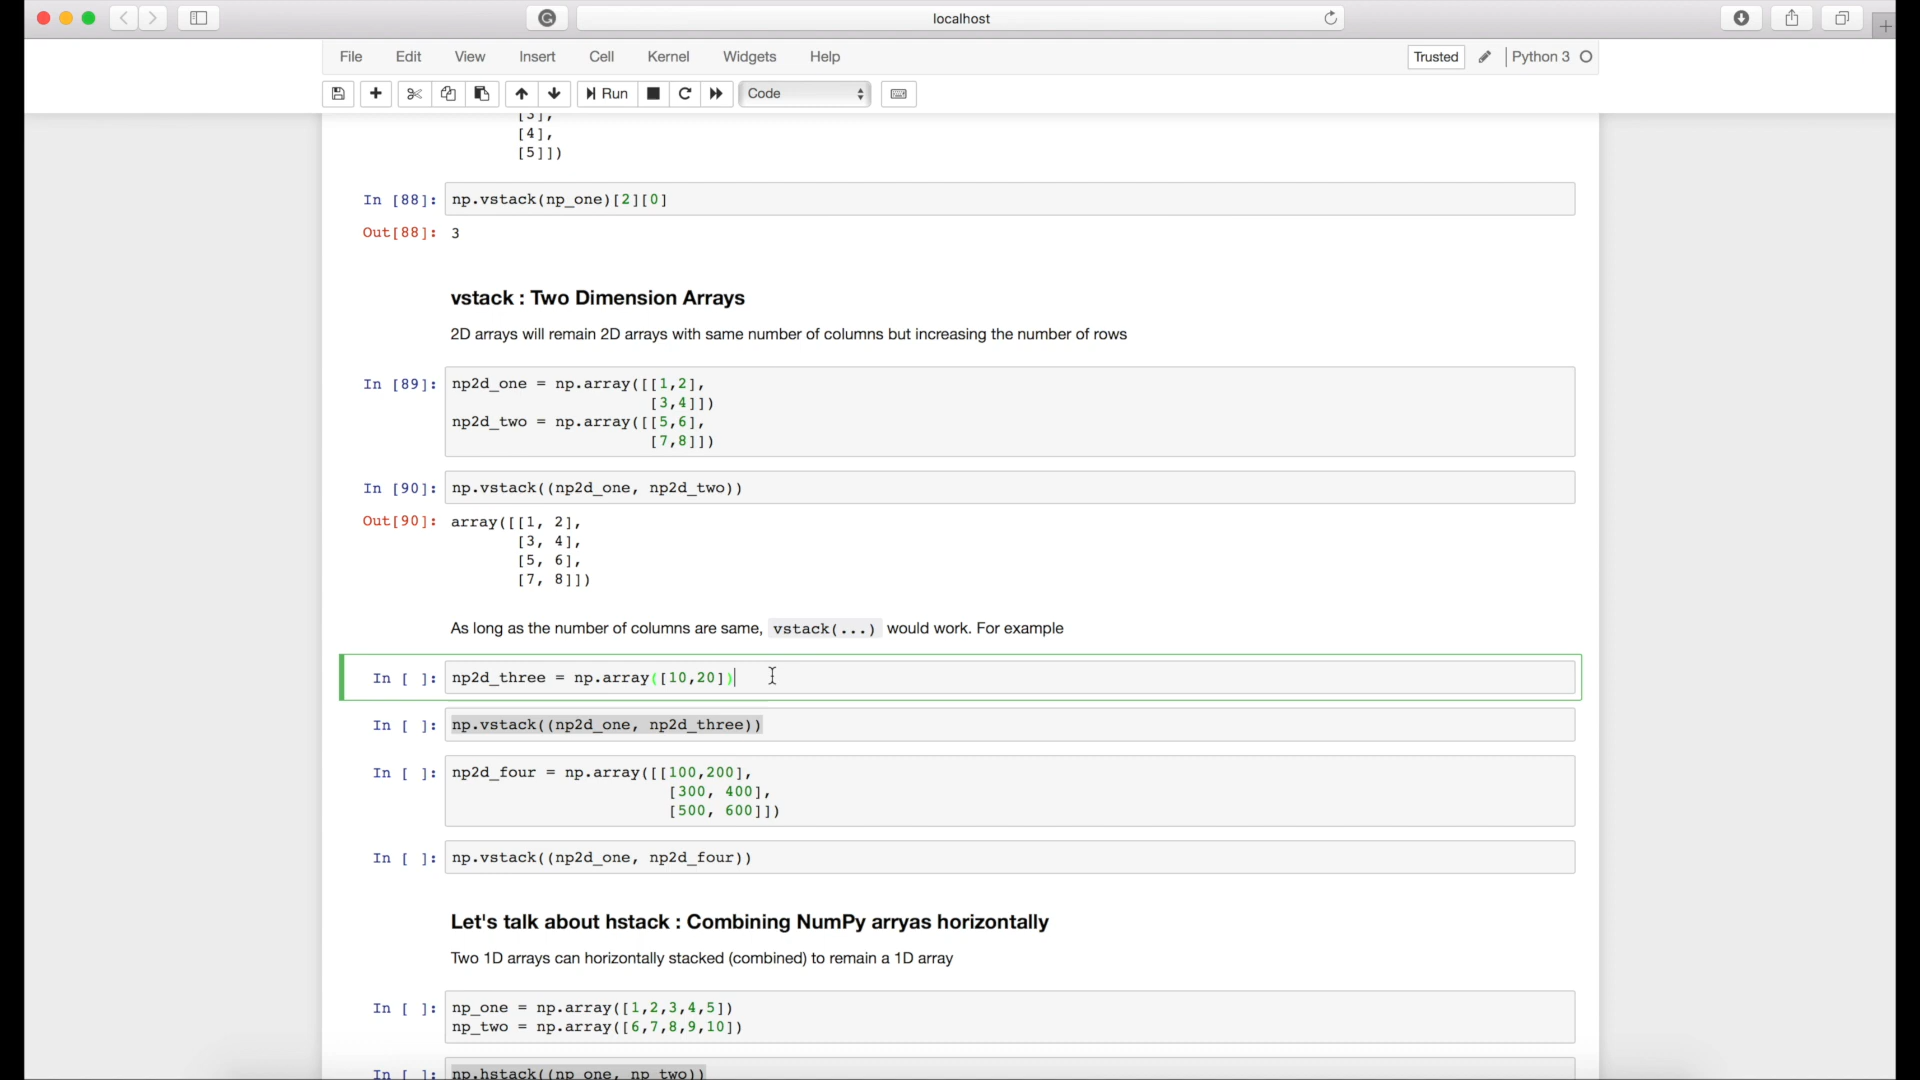 localhost
File Edit View Insert Cell Kernel Widgets Help Trusted Python 3
Run Code
[3],
[4],
[5]])
In [88]: np.vstack(np_one)[2][0]
Out[88]: 3
vstack : Two Dimension Arrays
2D arrays will remain 2D arrays with same number of columns but increasing the number of rows
In [89]: np2d_one = np.array([[1,2],
[3,4]])
np2d_two = np.array([[5,6],
[7,8]])
In [90]: np.vstack((np2d_one, np2d_two))
Out[90]: array([[1, 2],
[3, 4],
[5, 6],
[7, 8]])
As long as the number of columns are same, vstack(...) would work. For example
In [ ]: np2d_three = np.array([10,20])
In [ ]: np.vstack((np2d_one, np2d_three))
In [ ]: np2d_four = np.array([[100,200],
[300, 400],
[500, 600]])
In [ ]: np.vstack((np2d_one, np2d_four))
Let's talk about hstack : Combining NumPy arryas horizontally
Two 1D arrays can horizontally stacked (combined) to remain a 1D array
In [ ]: np_one = np.array([1,2,3,4,5])
np_two = np.array([6,7,8,9,10])
In [ ]: np.hstack((np_one, np_two))